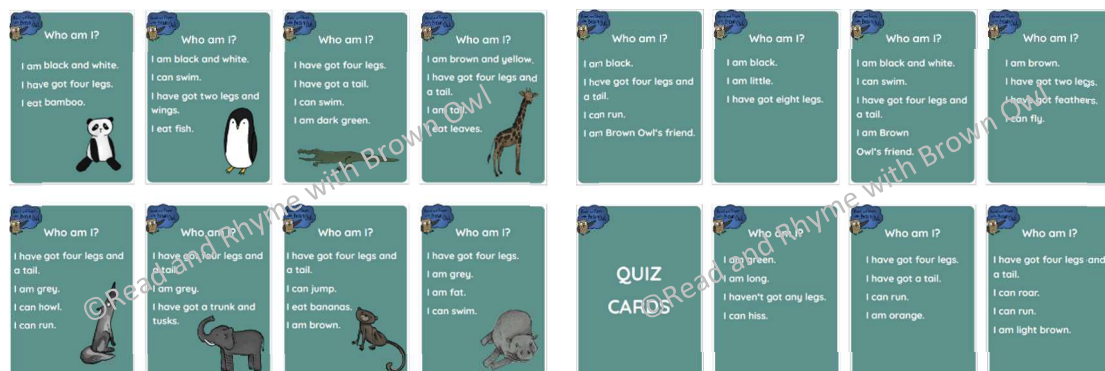 Who am I?
I am black and white.
I have got four legs.
I eat bamboo.
Who am I?
I am black and white.
I can swim.
I have got two legs and
wings.
I eat fish.
Who am I?
I have got four legs.
I have got a tail.
I can swim.
I am dark green.
Who am I?
I am brown and yellow.
I have got four legs and
a tail.
I am tall.
I eat leaves.
Who am I?
I am black.
I have got four legs and
a tail.
I can run.
I am Brown Owl's friend.
Who am I?
I am black.
I am little.
I have got eight legs.
Who am I?
I am black and white.
I can swim.
I have got four legs and
a tail.
I am Brown
Owl's friend.
Who am I?
I am brown.
I have got two legs.
I have got feathers.
I can fly.
Who am I?
I have got four legs and
a tail.
I am grey.
I can howl.
I can run.
Who am I?
I have got four legs and
a tail.
I am grey.
I have got a trunk and
tusks.
Who am I?
I have got four legs and
a tail.
I can jump.
I eat bananas.
I am brown.
Who am I?
I have got four legs.
I am grey.
I am fat.
I can swim.
QUIZ
CARDS
Who am I?
I am green.
I am long.
I haven't got any legs.
I can hiss.
Who am I?
I have got four legs.
I have got a tail.
I can run.
I am orange.
Who am I?
I have got four legs and
a tail.
I can roar.
I can run.
I am light brown.
©Read and Rhyme with Brown Owl
©Read and Rhyme with Brown Owl